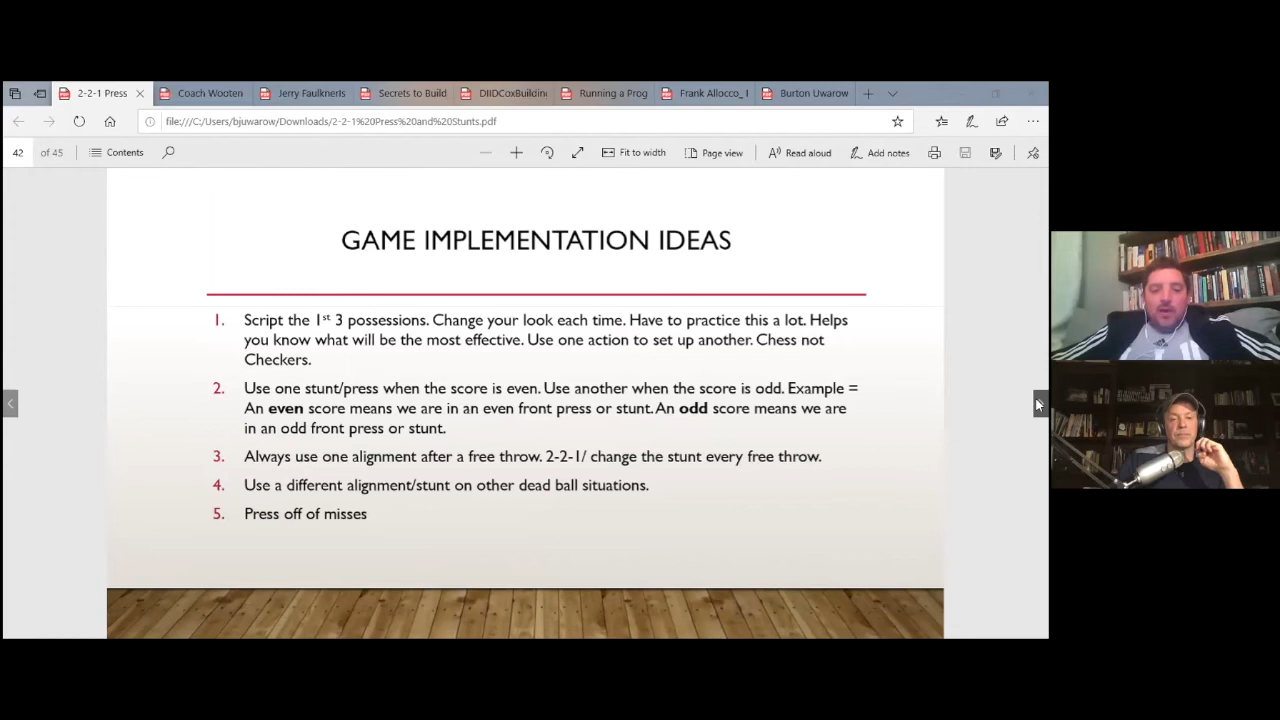 2-2-1 Press
Coach Wooten
Jerry Faulkneris
Secrets to Build
DIIDCoxBuilding
Running a Prog
Frank Allocco_ I
Burton Uwarow
file:///C:/Users/bjuwarow/Downloads/2-2-1%20Press%20and%20Stunts.pdf
42 of 45 Contents Fit to width Page view Read aloud Add notes
GAME IMPLEMENTATION IDEAS
1. Script the 1st 3 possessions. Change your look each time. Have to practice this a lot. Helps
you know what will be the most effective. Use one action to set up another. Chess not
Checkers.
2. Use one stunt/press when the score is even. Use another when the score is odd. Example =
An even score means we are in an even front press or stunt. An odd score means we are
in an odd front press or stunt.
3. Always use one alignment after a free throw. 2-2-1/ change the stunt every free throw.
4. Use a different alignment/stunt on other dead ball situations.
5. Press off of misses